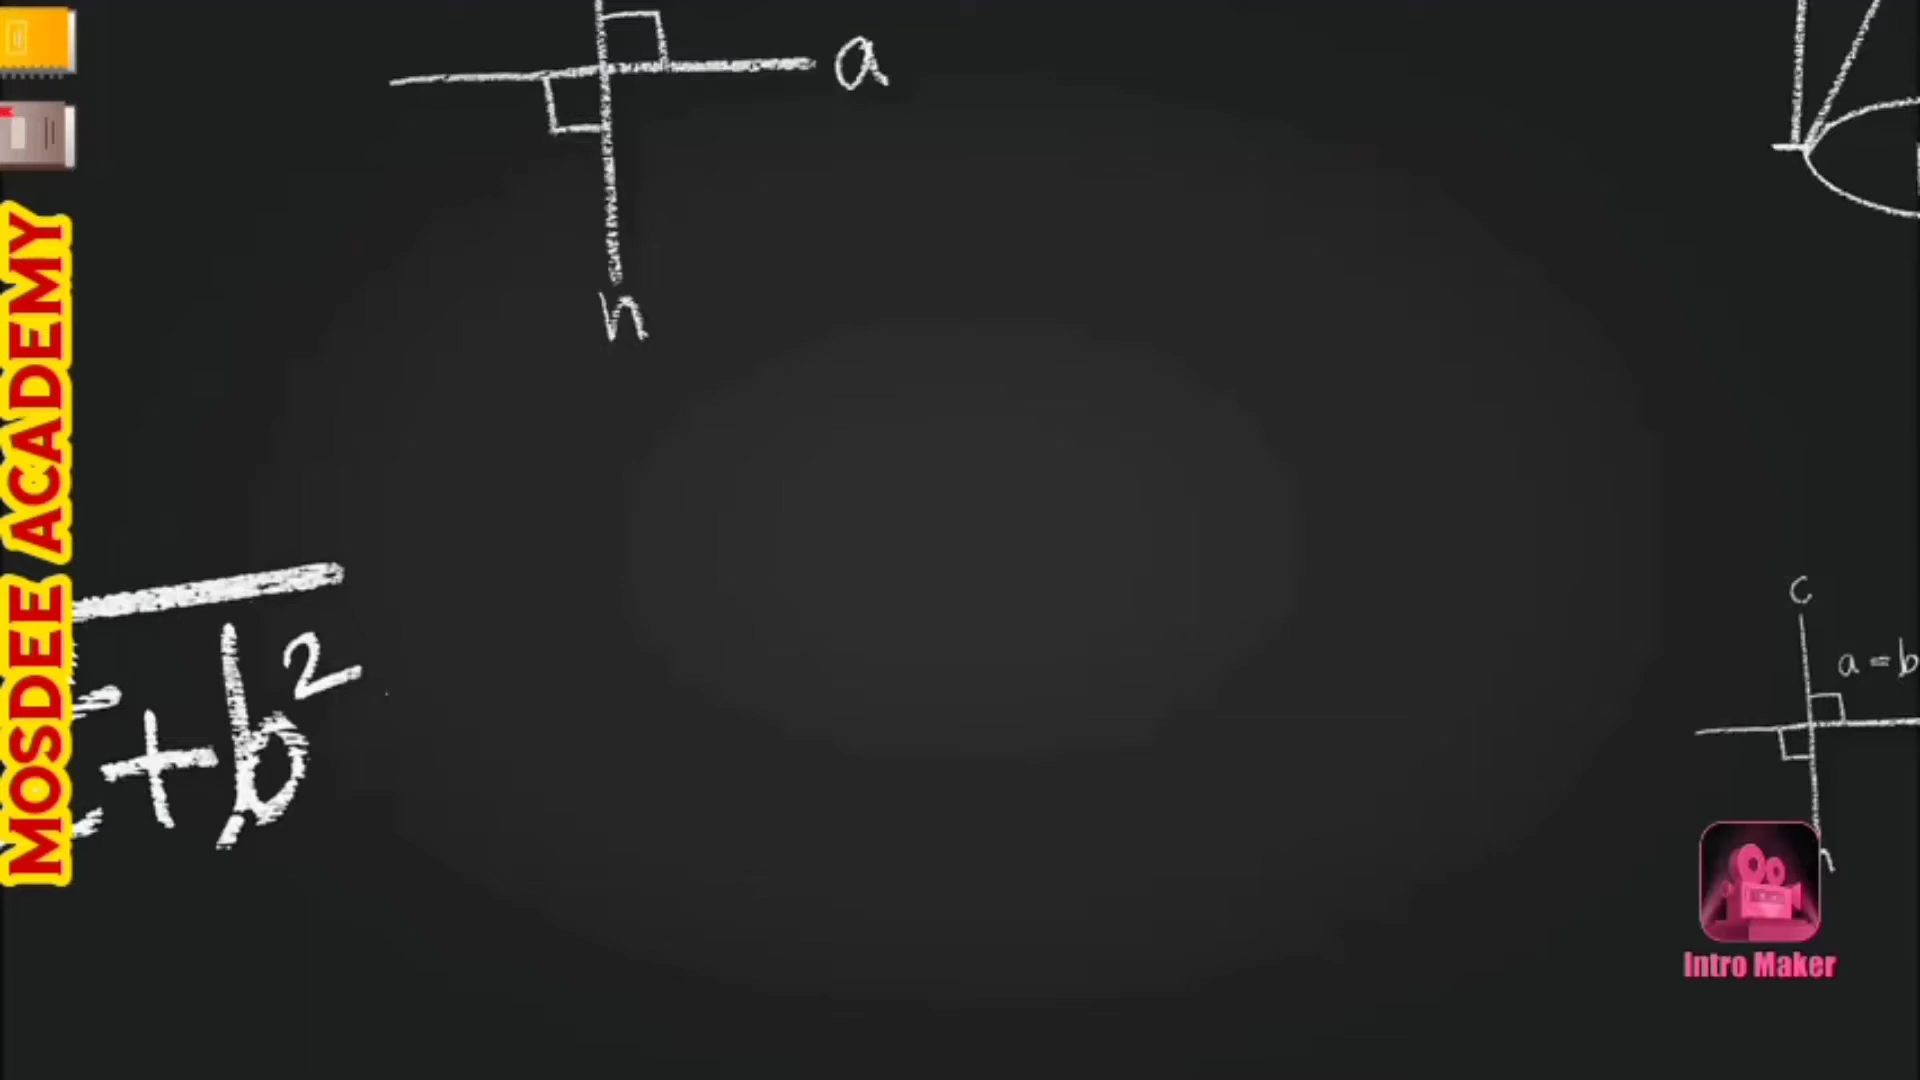 a
n
MOSDEE ACADEMY
+b²
c
a=b
Intro Maker